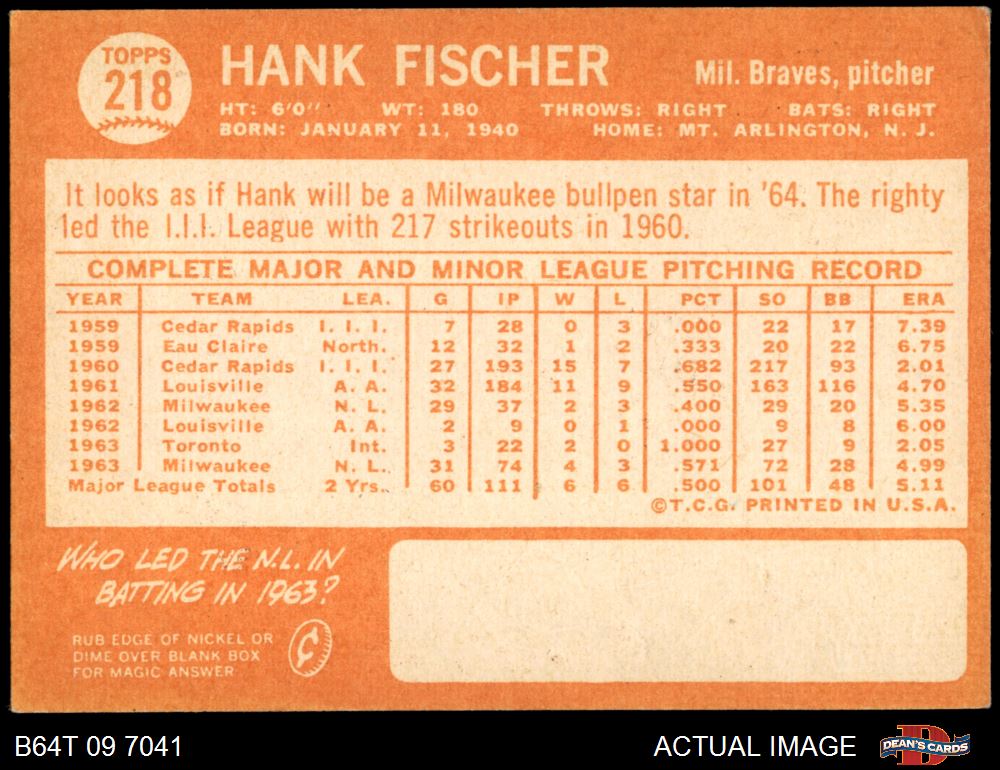 TOPPS
218
HANK FISCHER
Mil. Braves, pitcher
HT: 6'0" WT: 180 THROWS: RIGHT BATS: RIGHT
BORN: JANUARY 11, 1940 HOME: MT. ARLINGTON, N. J.
It looks as if Hank will be a Milwaukee bullpen star in '64. The righty
led the I.I.I. League with 217 strikeouts in 1960.
COMPLETE MAJOR AND MINOR LEAGUE PITCHING RECORD
YEAR TEAM LEA. G IP W L PCT SO BB ERA
1959 Cedar Rapids I. I. I. 7 28 0 3 .000 22 17 7.39
1959 Eau Claire North. 12 32 1 2 .333 20 22 6.75
1960 Cedar Rapids I. I. I. 27 193 15 7 .682 217 93 2.01
1961 Louisville A. A. 32 184 11 9 .550 163 116 4.70
1962 Milwaukee N. L. 29 37 2 3 .400 29 20 5.35
1962 Louisville A. A. 2 9 0 1 .000 9 8 6.00
1963 Toronto Int. 3 22 2 0 1.000 27 9 2.05
1963 Milwaukee N. L. 31 74 4 3 .571 72 28 4.99
Major League Totals 2 Yrs. 60 111 6 6 .500 101 48 5.11
©T.C.G. PRINTED IN U.S.A.
WHO LED THE N.L. IN
BATTING IN 1963?
RUB EDGE OF NICKEL OR
DIME OVER BLANK BOX
FOR MAGIC ANSWER
¢
B64T 09 7041
ACTUAL IMAGE
D
DEAN'S CARDS